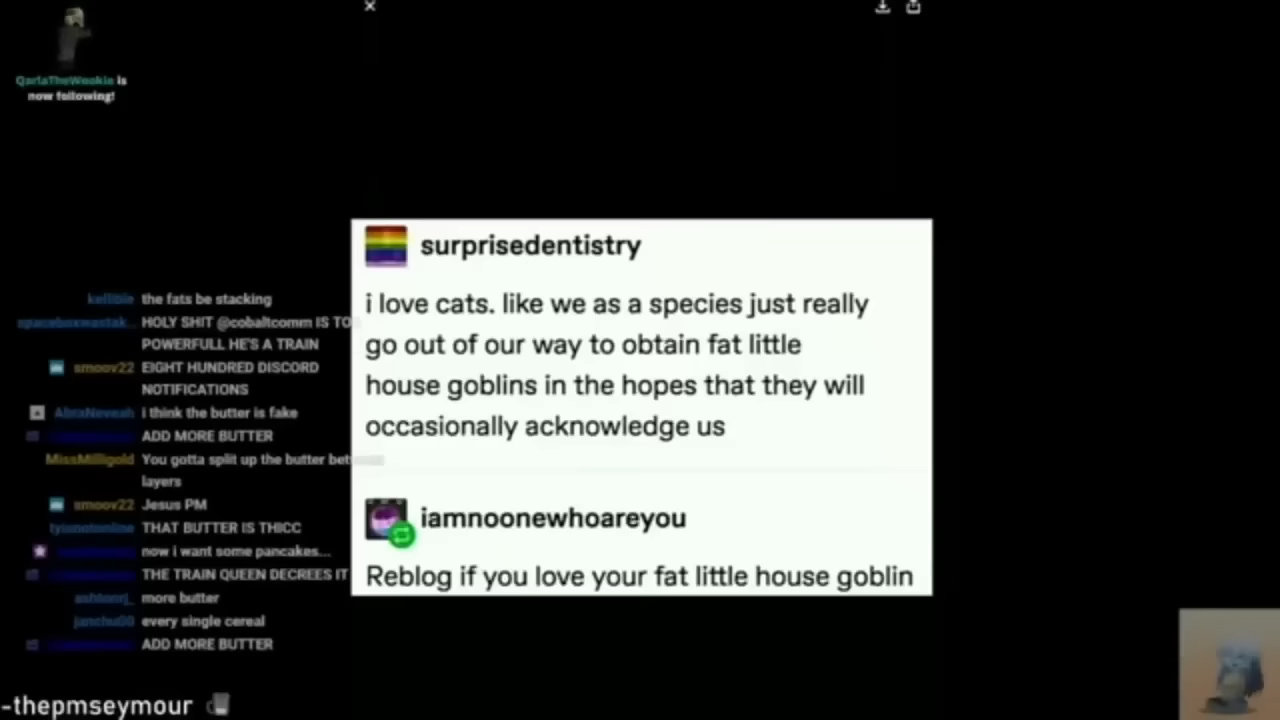 QarlaTheWookie is
now following!
surprisedentistry
i love cats. like we as a species just really
go out of our way to obtain fat little
house goblins in the hopes that they will
occasionally acknowledge us
iamnoonewhoareyou
Reblog if you love your fat little house goblin
the fats be stacking
HOLY SHIT @cobaltcomm IS TOO
POWERFULL HE'S A TRAIN
smoov22 EIGHT HUNDRED DISCORD
NOTIFICATIONS
AbraNeveah i think the butter is fake
ADD MORE BUTTER
MissMilligold You gotta split up the butter between
layers
smoov22 Jesus PM
THAT BUTTER IS THICC
now i want some pancakes...
THE TRAIN QUEEN DECREES IT
ashtonrj_ more butter
janchu00 every single cereal
ADD MORE BUTTER
-thepmseymour